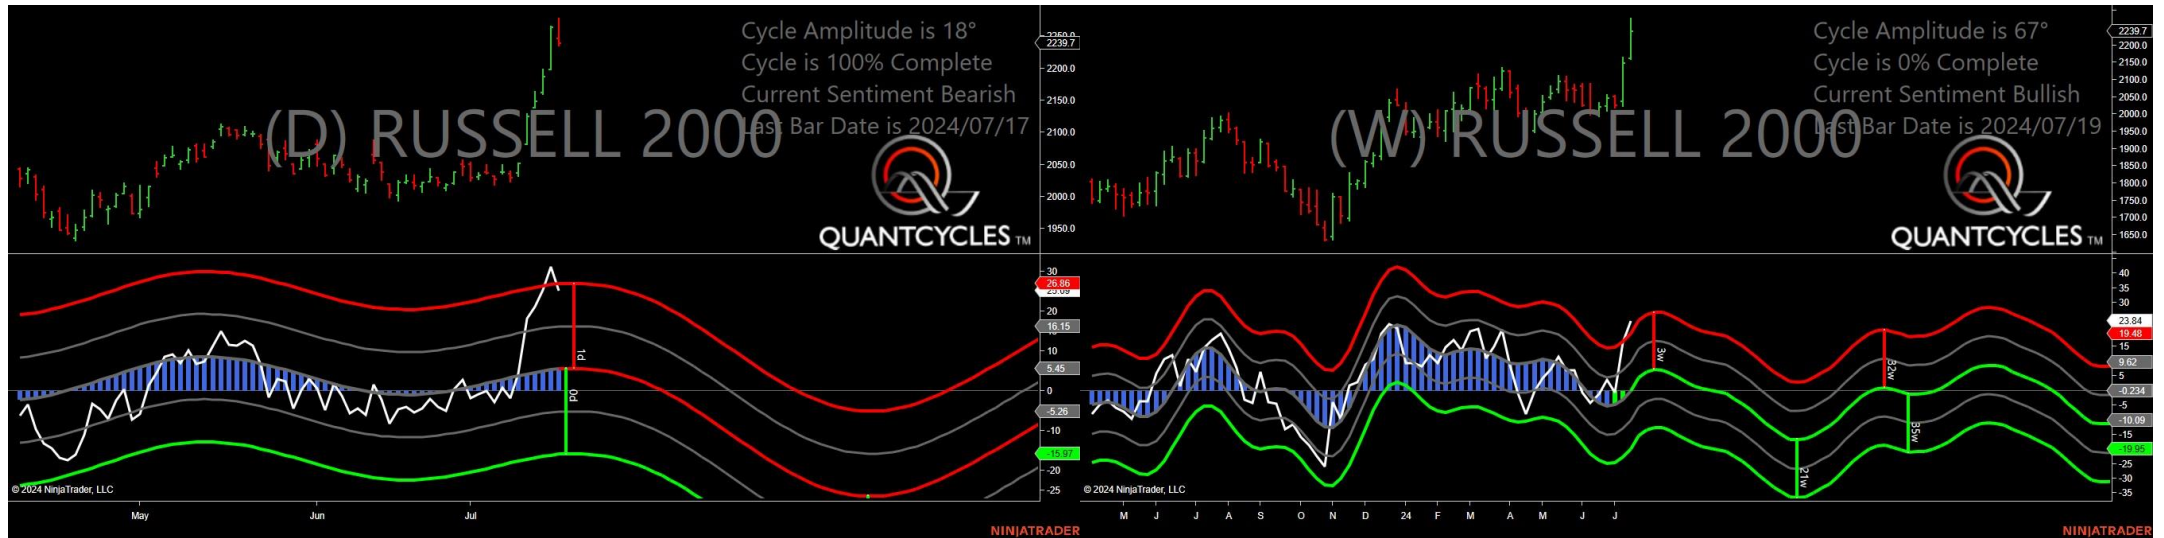 Cycle Amplitude is 18°
Cycle is 100% Complete
Current Sentiment Bearish
Last Bar Date is 2024/07/17
(D) RUSSELL 2000
QUANTCYCLES TM
2250.0
2239.7
2200.0
2150.0
2100.0
2050.0
2000.0
1950.0
30
26.86
25.09
20
16.15
10
5.45
0
-5.26
-10
-15.97
-20
-25
1d
0d
© 2024 NinjaTrader, LLC
May
Jun
Jul
NINJATRADER
Cycle Amplitude is 67°
Cycle is 0% Complete
Current Sentiment Bullish
Last Bar Date is 2024/07/19
(W) RUSSELL 2000
QUANTCYCLES TM
2239.7
2200.0
2150.0
2100.0
2050.0
2000.0
1950.0
1900.0
1850.0
1800.0
1750.0
1700.0
1650.0
40
35
30
23.84
19.48
15
9.62
5
-0.234
-5
-10.09
-15
-19.95
-25
-30
-35
3w
21w
32w
35w
© 2024 NinjaTrader, LLC
M
J
J
A
S
O
N
D
24
F
M
A
M
J
J
NINJATRADER